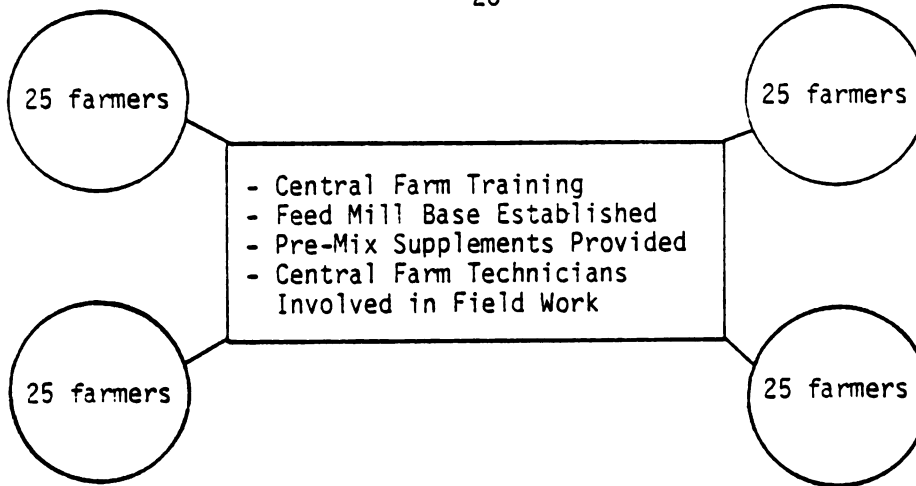 25 farmers
25 farmers
- Central Farm Training
- Feed Mill Base Established
- Pre-Mix Supplements Provided
- Central Farm Technicians
Involved in Field Work
25 farmers
25 farmers